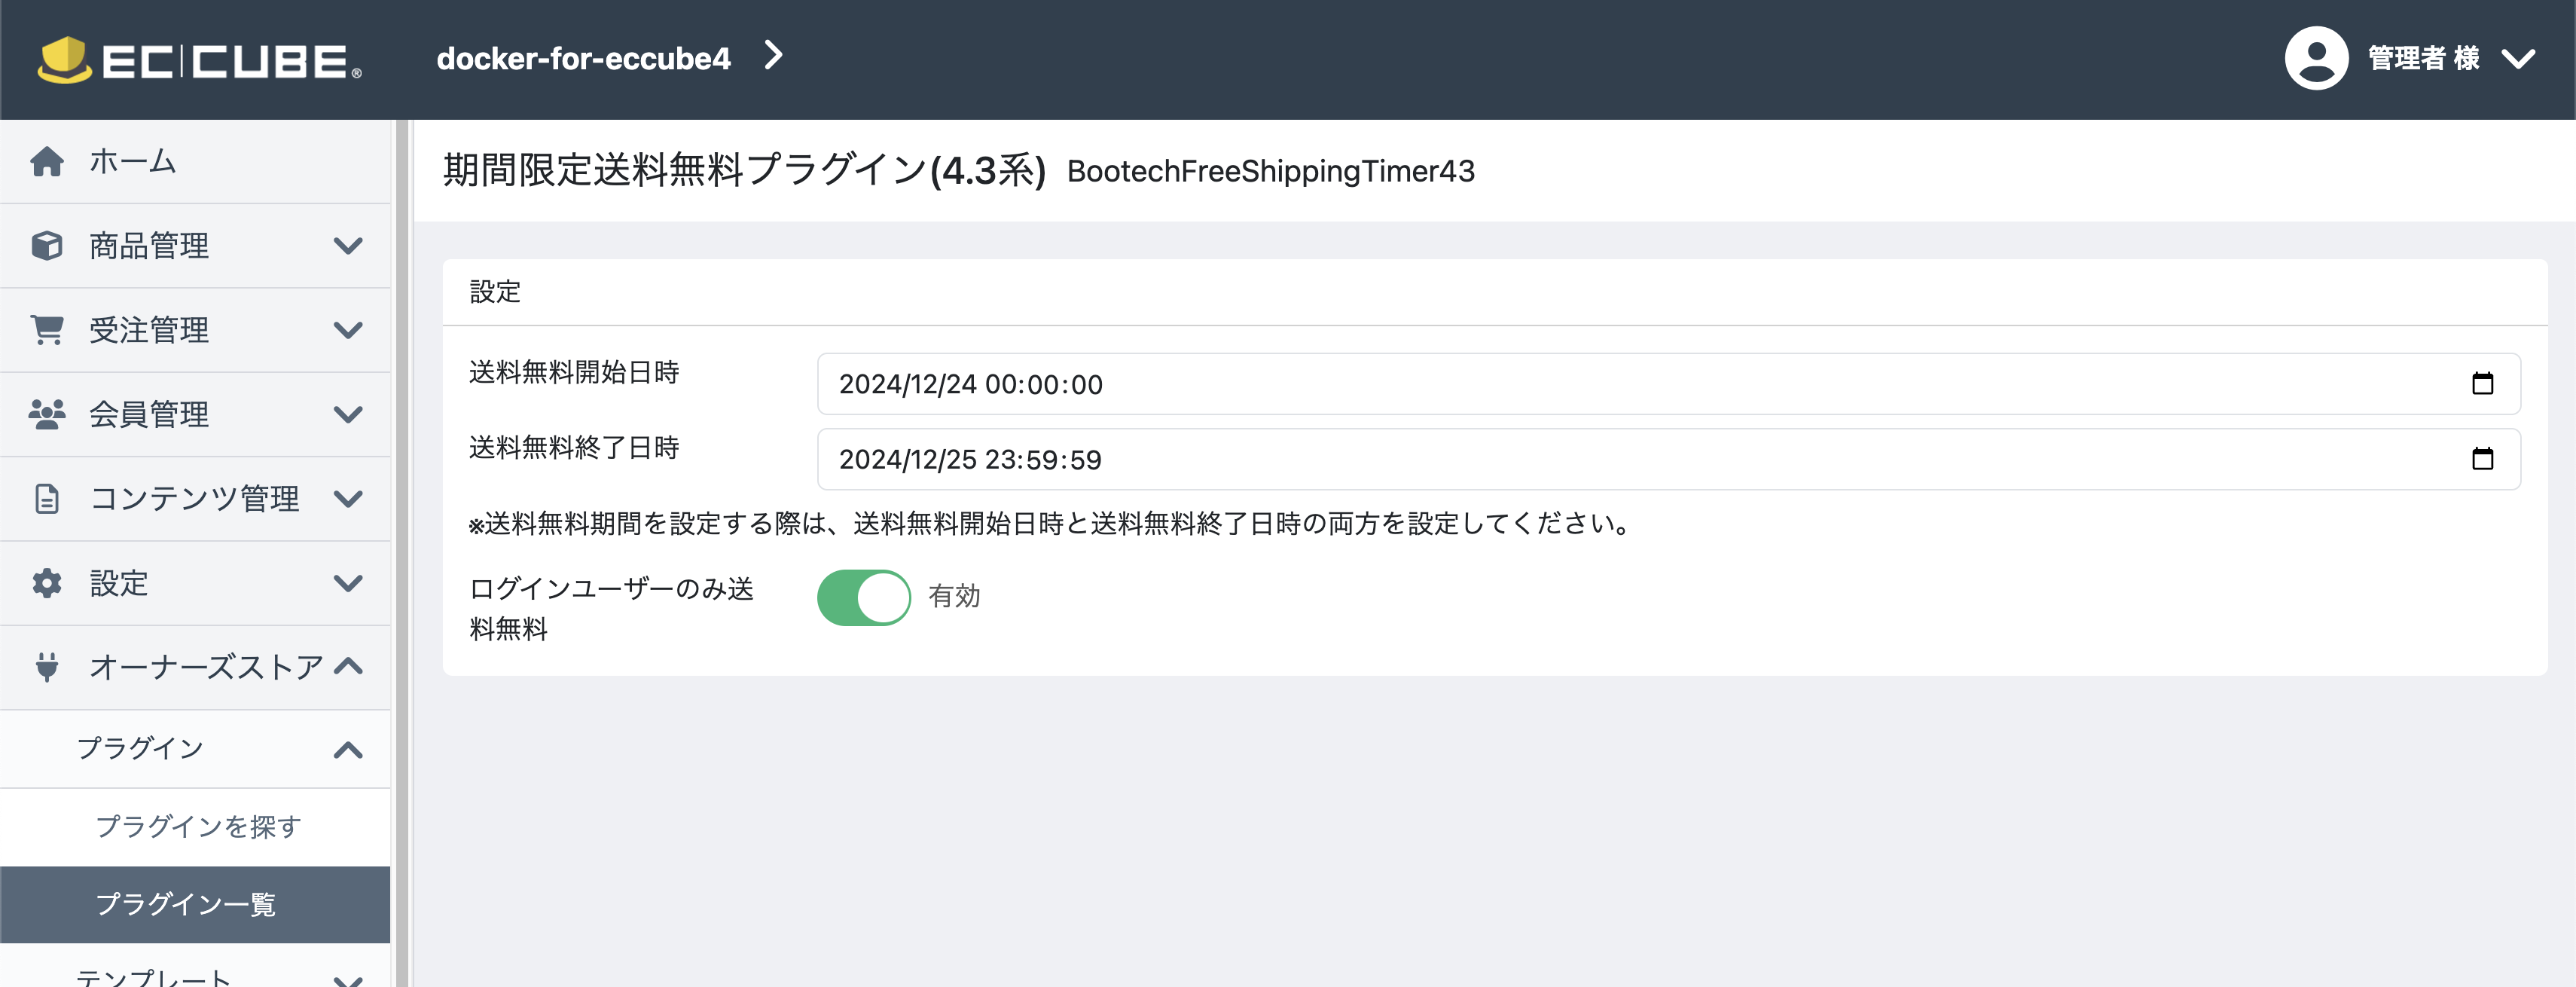 EC CUBE®
docker-for-eccube4
管理者 様
ホーム
商品管理
受注管理
会員管理
コンテンツ管理
設定
オーナーズストア
プラグイン
プラグインを探す
プラグイン一覧
テンプレート
期間限定送料無料プラグイン(4.3系) BootechFreeShippingTimer43
設定
送料無料開始日時
2024/12/24 00:00:00
送料無料終了日時
2024/12/25 23:59:59
※送料無料期間を設定する際は、送料無料開始日時と送料無料終了日時の両方を設定してください。
ログインユーザーのみ送
料無料
有効